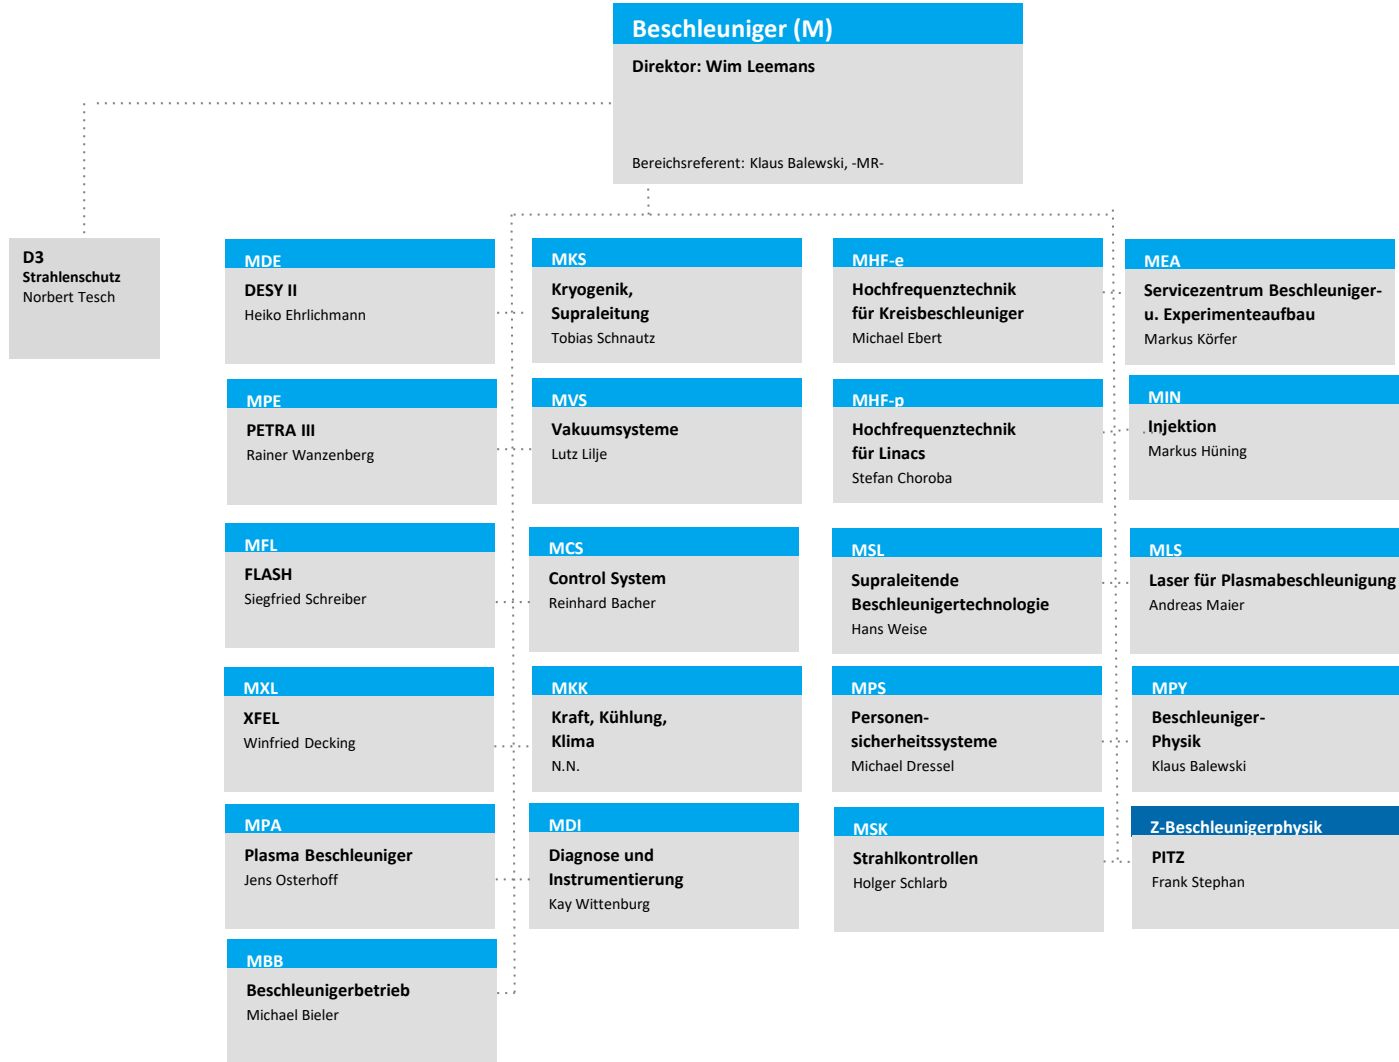 Beschleuniger (M)
Direktor: Wim Leemans
Bereichsreferent: Klaus Balewski, -MR-
D3
Strahlenschutz
Norbert Tesch
MDE
DESY II
Heiko Ehrlichmann
MKS
Kryogenik,
Supraleitung
Tobias Schnautz
MHF-e
Hochfrequenztechnik
für Kreisbeschleuniger
Michael Ebert
MEA
Servicezentrum Beschleuniger-
u. Experimenteaufbau
Markus Körfer
MPE
PETRA III
Rainer Wanzenberg
MVS
Vakuumsysteme
Lutz Lilje
MHF-p
Hochfrequenztechnik
für Linacs
Stefan Choroba
MIN
Injektion
Markus Hüning
MFL
FLASH
Siegfried Schreiber
MCS
Control System
Reinhard Bacher
MSL
Supraleitende
Beschleunigertechnologie
Hans Weise
MLS
Laser für Plasmabeschleunigung
Andreas Maier
MXL
XFEL
Winfried Decking
MKK
Kraft, Kühlung,
Klima
N.N.
MPS
Personen-
sicherheitssysteme
Michael Dressel
MPY
Beschleuniger-
Physik
Klaus Balewski
MPA
Plasma Beschleuniger
Jens Osterhoff
MDI
Diagnose und
Instrumentierung
Kay Wittenburg
MSK
Strahlkontrollen
Holger Schlarb
Z-Beschleunigerphysik
PITZ
Frank Stephan
MBB
Beschleunigerbetrieb
Michael Bieler